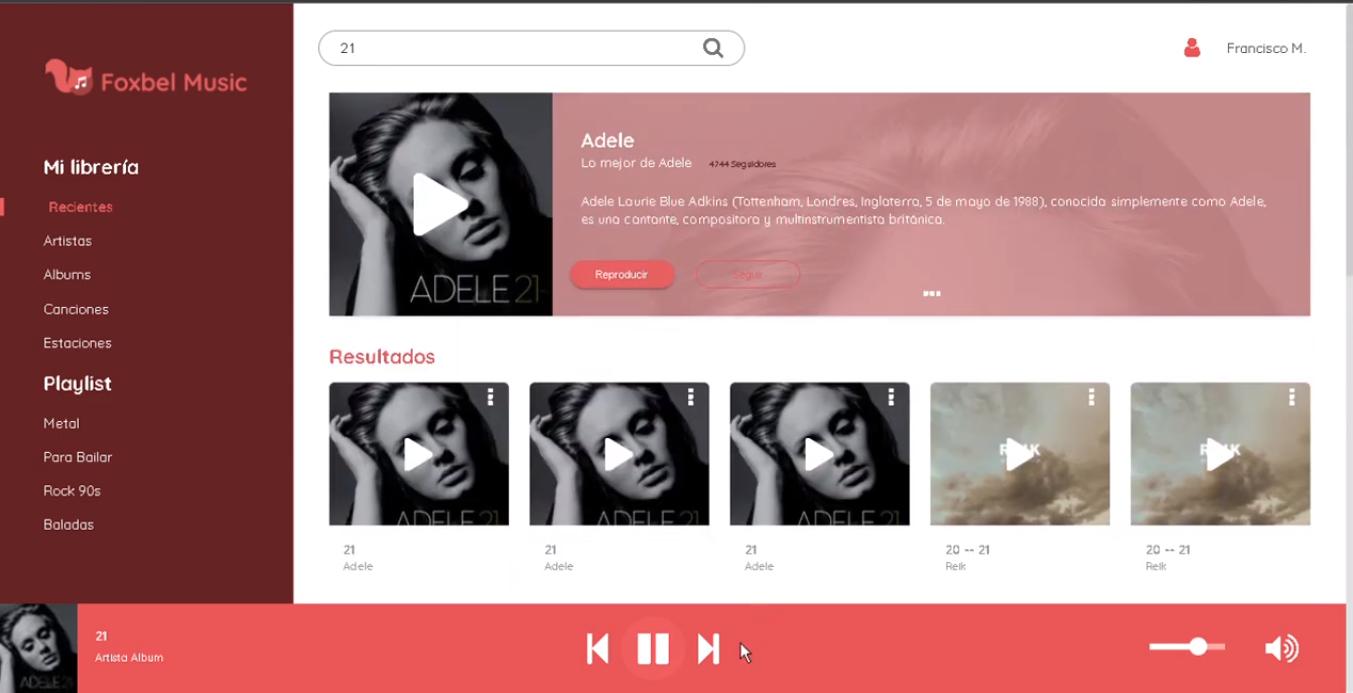 21
Francisco M.
Foxbel Music
Mi librería
Recientes
Artistas
Albums
Canciones
Estaciones
Playlist
Metal
Para Bailar
Rock 90s
Baladas
ADELE 21
Adele
Lo mejor de Adele 4744 Seguidores
Adele Laurie Blue Adkins (Tottenham, Londres, Inglaterra, 5 de mayo de 1988), conocida simplemente como Adele,
es una cantante, compositora y multinstrumentista británica.
Reproducir Seguir
Resultados
ADELE 21
ADELE 21
ADELE 21
21
Adele
21
Adele
21
Adele
20 -- 21
Reik
20 -- 21
Reik
ADELE 21
21
Artista Album